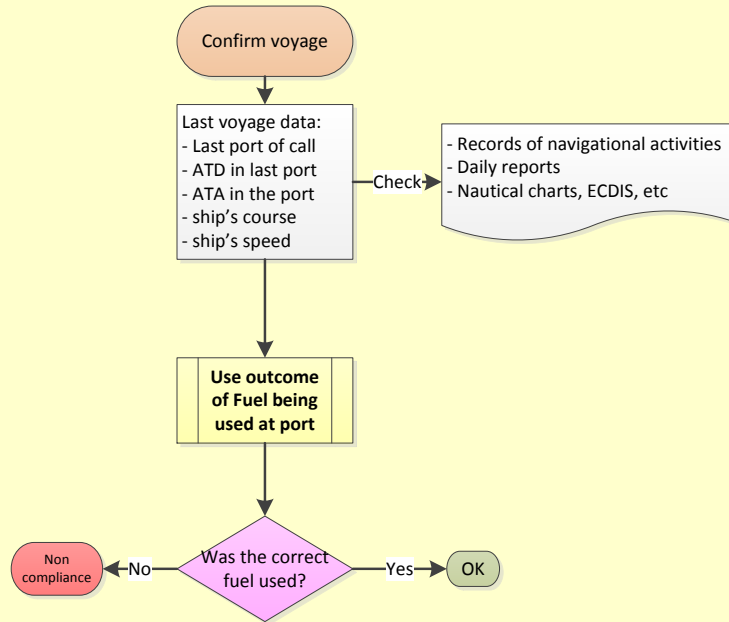 Confirm voyage
Last voyage data:
- Last port of call
- ATD in last port
- ATA in the port
- ship's course
- ship's speed
Check
- Records of navigational activities
- Daily reports
- Nautical charts, ECDIS, etc
Use outcome
of Fuel being
used at port
Was the correct
fuel used?
No
Non
compliance
Yes
OK